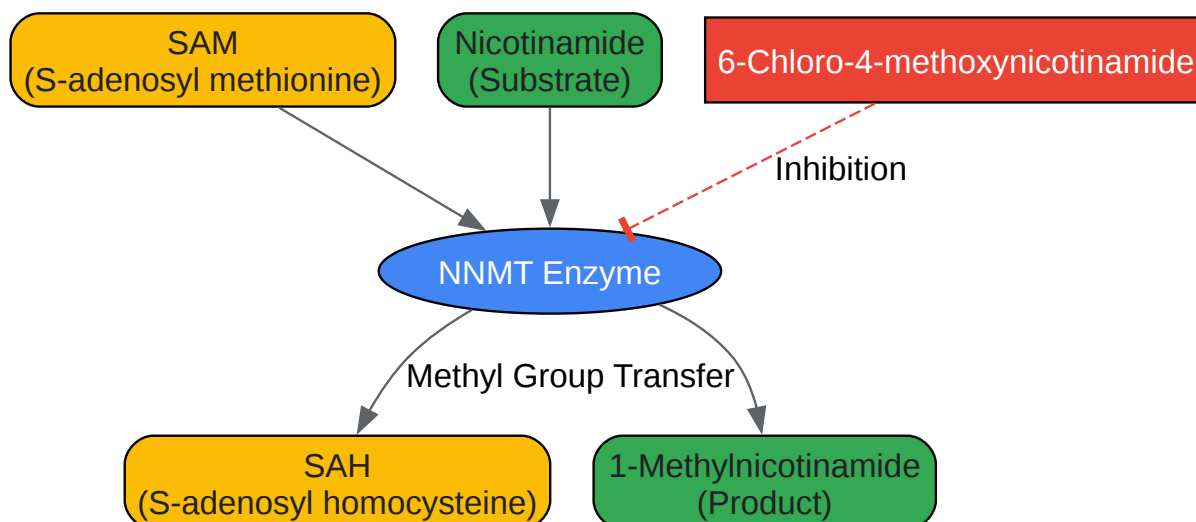 SAM
(S-adenosyl methionine)
Nicotinamide
(Substrate)
6-Chloro-4-methoxynicotinamide
Inhibition
NNMT Enzyme
Methyl Group Transfer
SAH
(S-adenosyl homocysteine)
1-Methylnicotinamide
(Product)